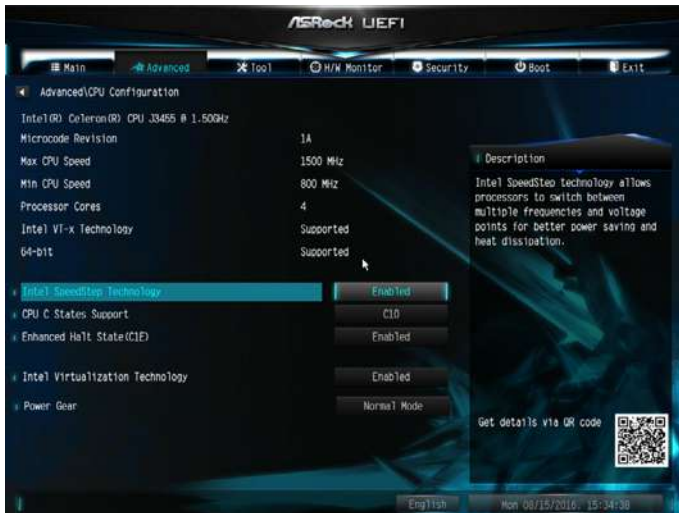 ASRock UEFI
Main Advanced Tool H/W Monitor Security Boot Exit
Advanced\CPU Configuration
Intel(R) Celeron(R) CPU J3455 @ 1.50GHz
Microcode Revision 1A
Max CPU Speed 1500 MHz
Min CPU Speed 800 MHz
Processor Cores 4
Intel VT-x Technology Supported
64-bit Supported
Intel SpeedStep Technology Enabled
CPU C States Support C10
Enhanced Halt State(C1E) Enabled
Intel Virtualization Technology Enabled
Power Gear Normal Mode
Description
Intel SpeedStep technology allows
processors to switch between
multiple frequencies and voltage
points for better power saving and
heat dissipation.
Get details via QR code
English Mon 08/15/2016. 15:34:38